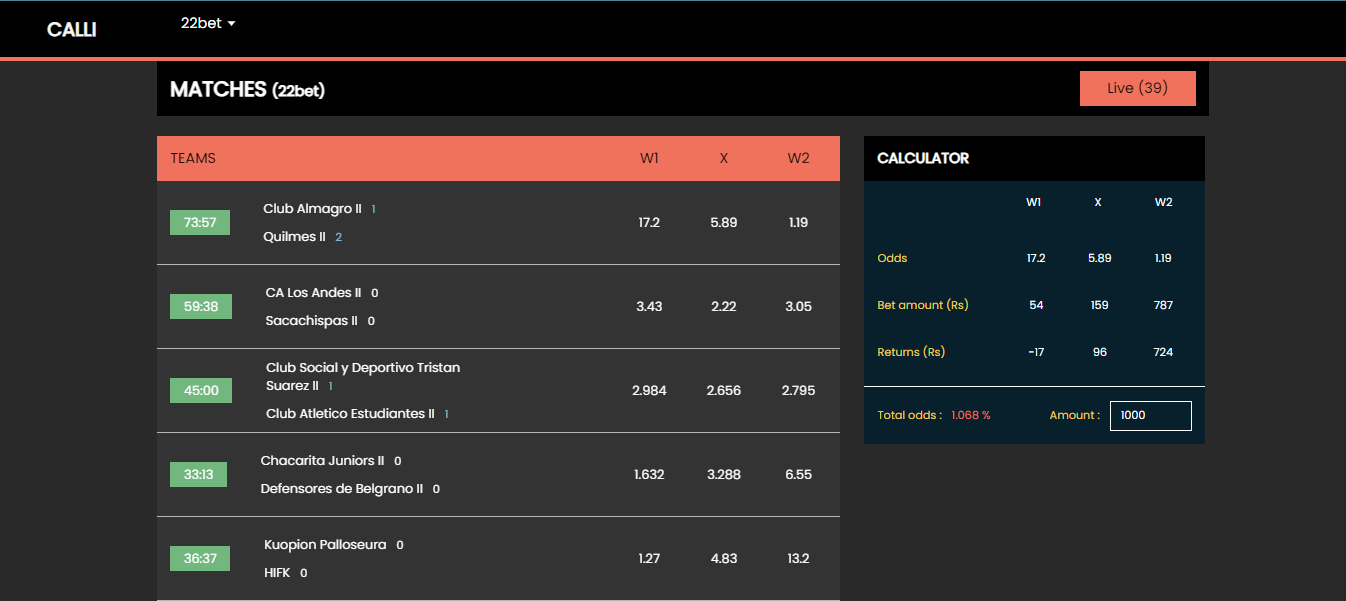 CALLI 22bet
MATCHES (22bet) Live (39)
TEAMS W1 X W2
73:57 Club Almagro II 1 17.2 5.89 1.19
Quilmes II 2
59:38 CA Los Andes II 0 3.43 2.22 3.05
Sacachispas II 0
45:00 Club Social y Deportivo Tristan
Suarez II 1 2.984 2.656 2.795
Club Atletico Estudiantes II 1
33:13 Chacarita Juniors II 0 1.632 3.288 6.55
Defensores de Belgrano II 0
36:37 Kuopion Palloseura 0 1.27 4.83 13.2
HIFK 0
CALCULATOR
W1 X W2
Odds 17.2 5.89 1.19
Bet amount (Rs) 54 159 787
Returns (Rs) -17 96 724
Total odds : 1.068 % Amount : 1000